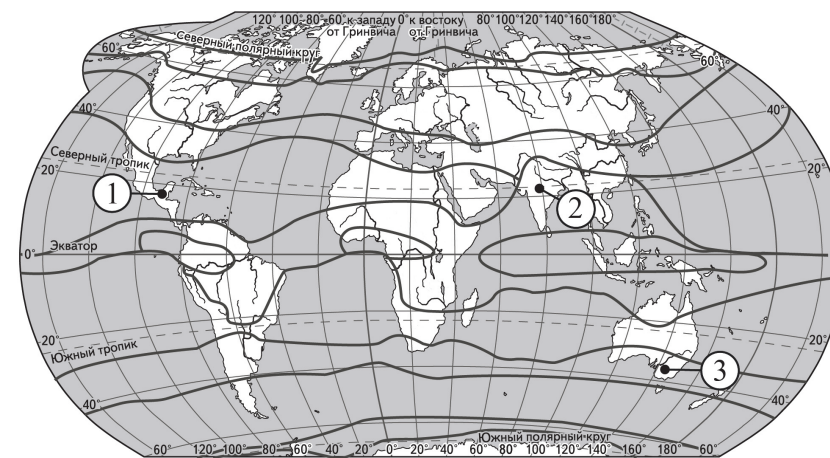 120° 100° 80° 60° к западу 0° к востоку 80° 100° 120° 140° 160° 180°
от Гринвича от Гринвича
Северный полярный круг
60° 60°
40° 40°
Северный тропик
20° 20°
1
2
Экватор
0° 0°
20° 20°
Южный тропик
3
40° 40°
Южный полярный круг
60° 120° 100° 80° 60° 40° 20° 0° 20° 40° 60° 80° 100° 120° 140° 160° 180° 60°